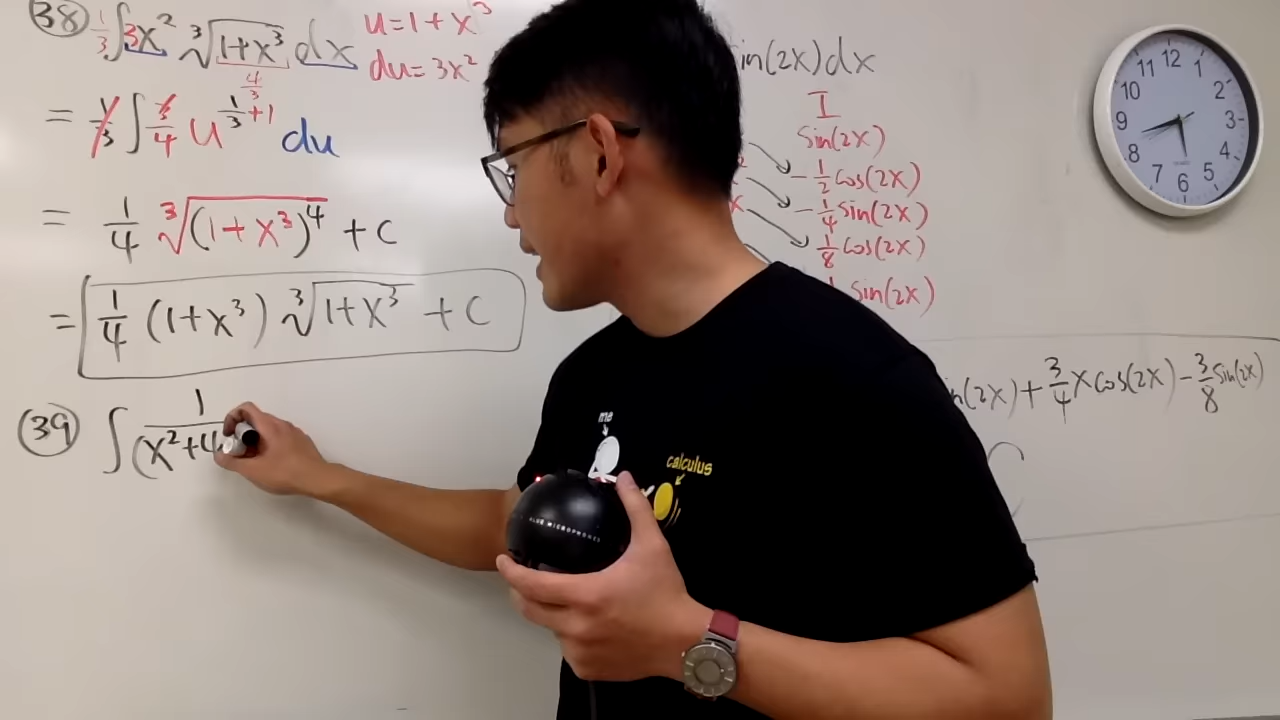 (38) 1/3 ∫ 3x² ∛(1+x³) dx
u = 1 + x³
du = 3x²
4/3
= 1/3 ∫ 3/4 u^(1/3 +1) du
= 1/4 ∛((1+x³)⁴) + C
= 1/4 (1+x³) ∛(1+x³) + C
(39) ∫ 1/(x²+4
sin(2x)dx
I
Sin(2x)
-1/2 Cos(2x)
-1/4 Sin(2x)
1/8 Cos(2x)
Sin(2x)
(2x) + 3/4 x Cos(2x) - 3/8 Sin(2x)
me
calculus
BLUE MICROPHONES
12
1
2
3
4
5
6
7
8
9
10
11